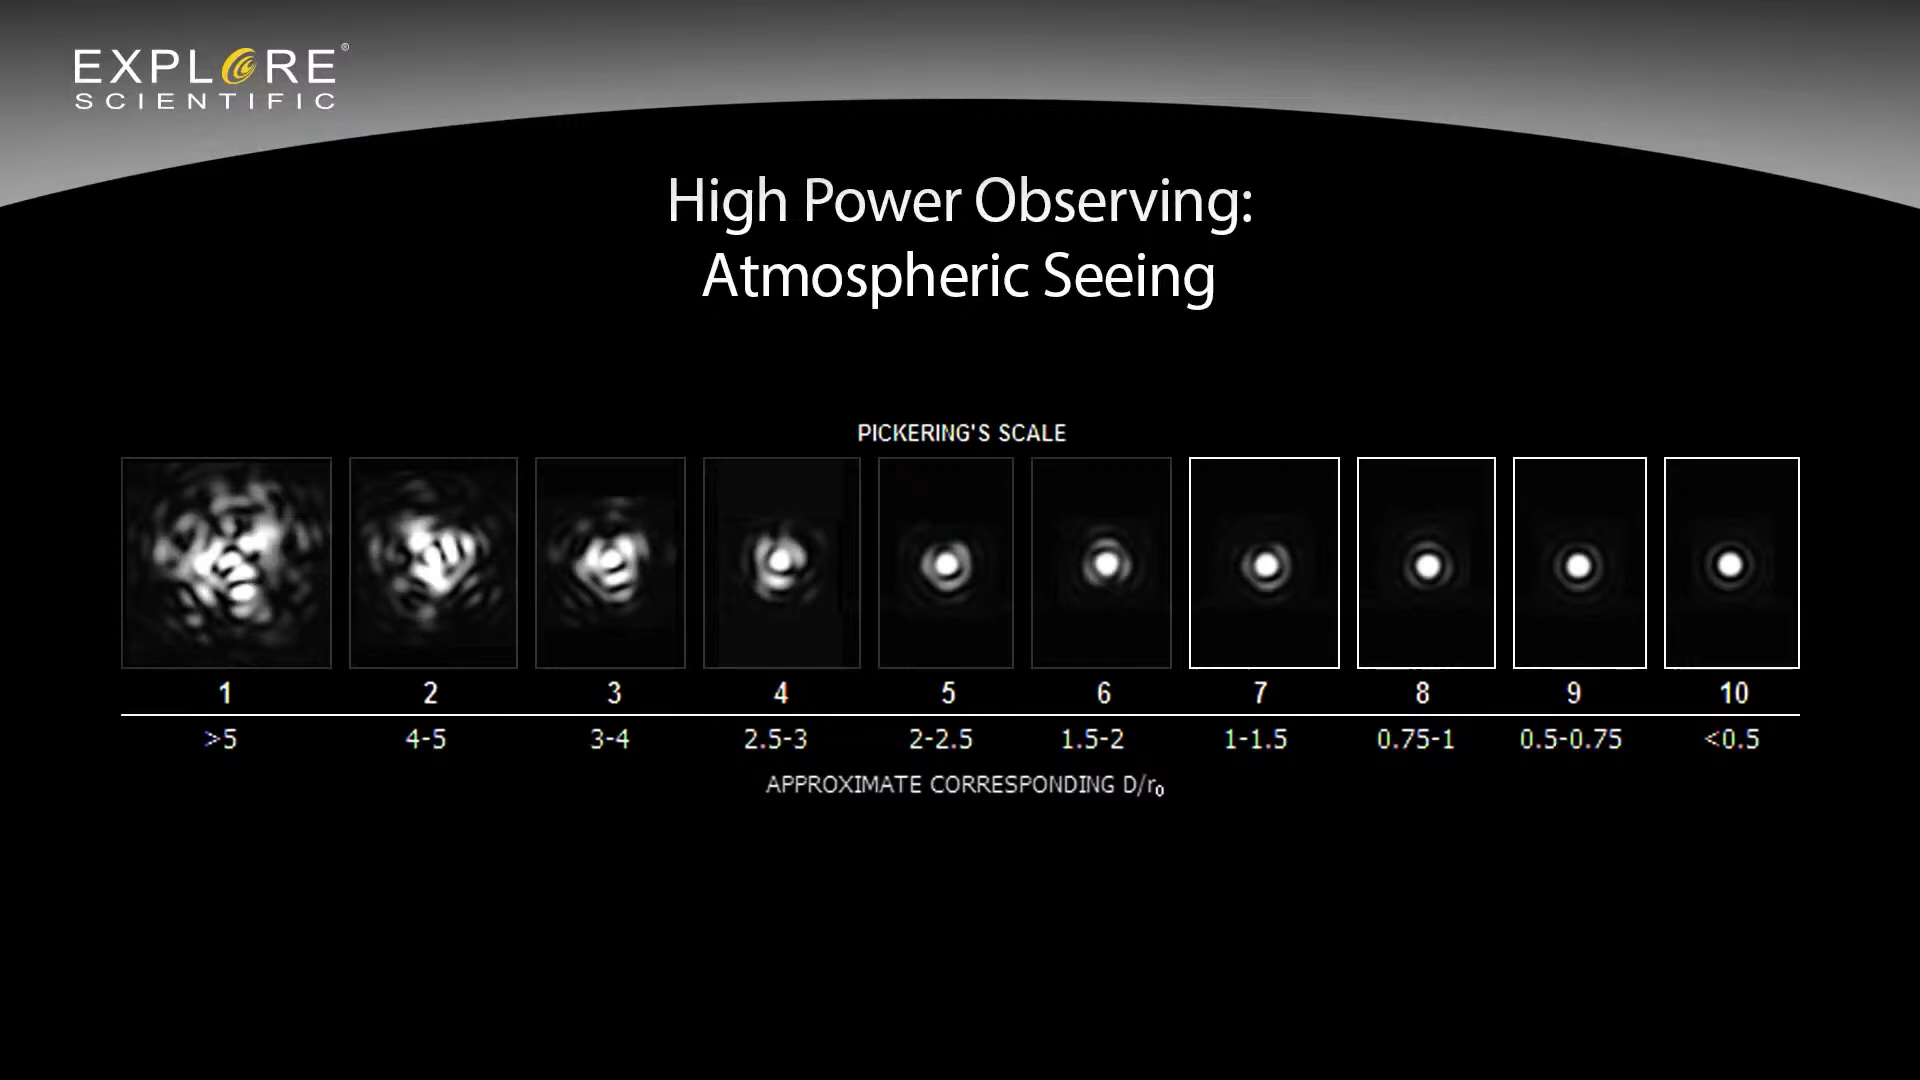 EXPLORE®
SCIENTIFIC
High Power Observing:
Atmospheric Seeing
PICKERING'S SCALE
1 2 3 4 5 6 7 8 9 10
>5 4-5 3-4 2.5-3 2-2.5 1.5-2 1-1.5 0.75-1 0.5-0.75 <0.5
APPROXIMATE CORRESPONDING D/r₀